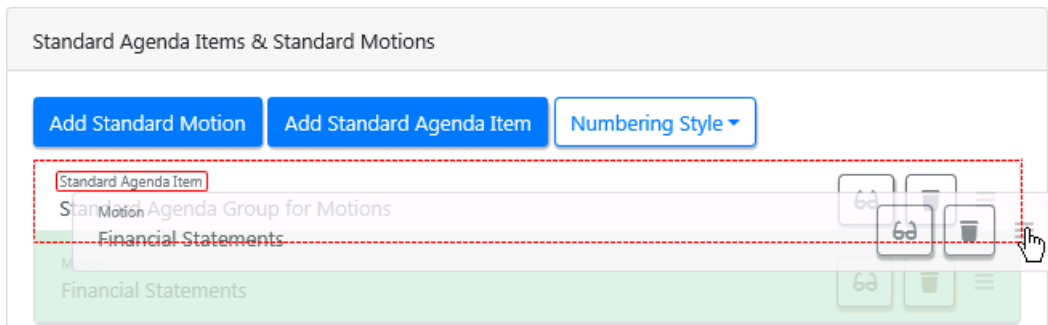 Standard Agenda Items & Standard Motions
Add Standard Motion Add Standard Agenda Item Numbering Style
Standard Agenda Item
Standard Agenda Group for Motions
Motion
Financial Statements
Motion
Financial Statements